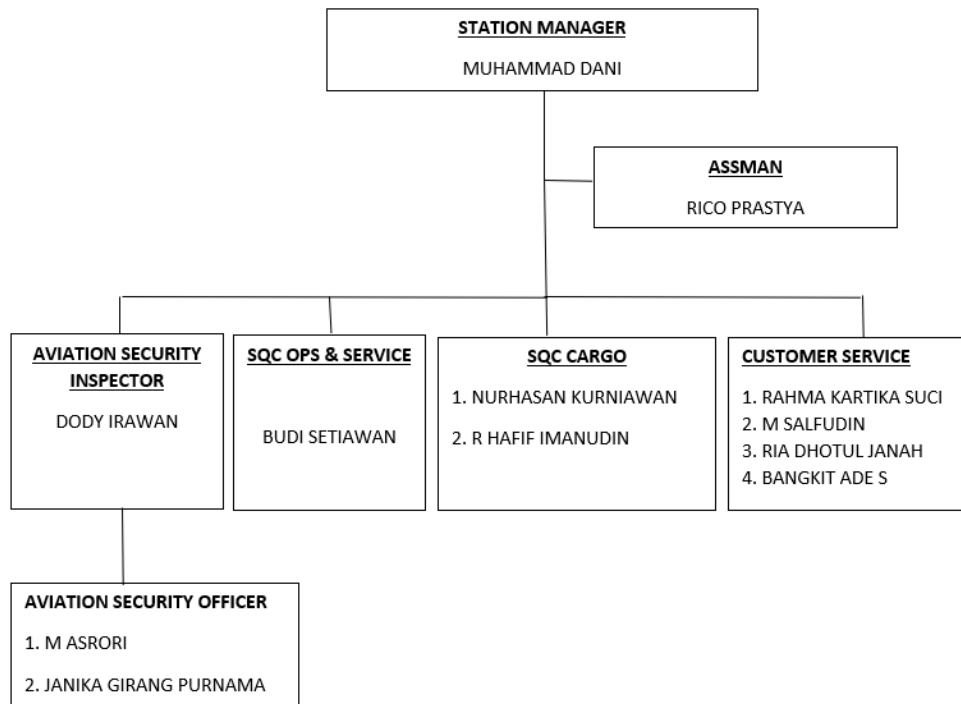 STATION MANAGER
MUHAMMAD DANI
ASSMAN
RICO PRASTYA
AVIATION SECURITY
INSPECTOR
DODY IRAWAN
SQC OPS & SERVICE
BUDI SETIAWAN
SQC CARGO
1. NURHASAN KURNIAWAN
2. R HAFIF IMANUDIN
CUSTOMER SERVICE
1. RAHMA KARTIKA SUCI
2. M SALFUDIN
3. RIA DHOTUL JANAH
4. BANGKIT ADE S
AVIATION SECURITY OFFICER
1. M ASRORI
2. JANIKA GIRANG PURNAMA